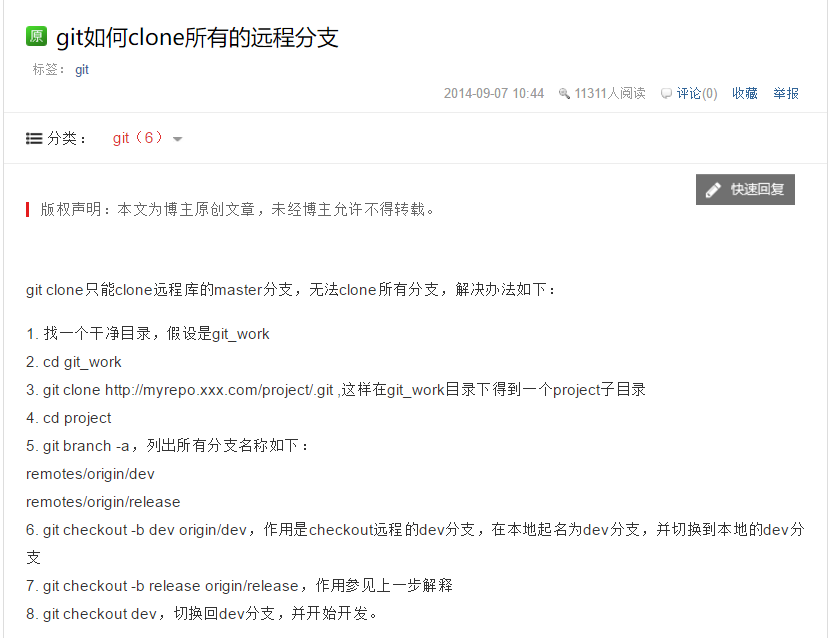 原 git如何clone所有的远程分支
标签： git
2014-09-07 10:44 11311人阅读 评论(0) 收藏 举报
分类： git（6）
快速回复
版权声明：本文为博主原创文章，未经博主允许不得转载。
git clone只能clone远程库的master分支，无法clone所有分支，解决办法如下：
1. 找一个干净目录，假设是git_work
2. cd git_work
3. git clone http://myrepo.xxx.com/project/.git ,这样在git_work目录下得到一个project子目录
4. cd project
5. git branch -a，列出所有分支名称如下：
remotes/origin/dev
remotes/origin/release
6. git checkout -b dev origin/dev，作用是checkout远程的dev分支，在本地起名为dev分支，并切换到本地的dev分
支
7. git checkout -b release origin/release，作用参见上一步解释
8. git checkout dev，切换回dev分支，并开始开发。